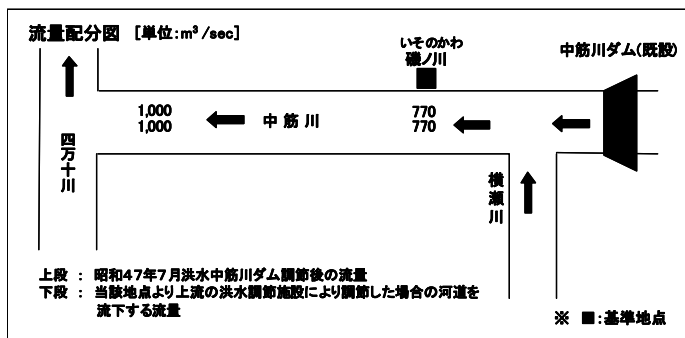 流量配分図 [単位:m³/sec]
いそのかわ
磯ノ川
中筋川ダム(既設)
1,000
1,000
中筋川
770
770
四万十川
横瀬川
上段 : 昭和47年7月洪水中筋川ダム調節後の流量
下段 : 当該地点より上流の洪水調節施設により調節した場合の河道を
流下する流量
※ ■:基準地点